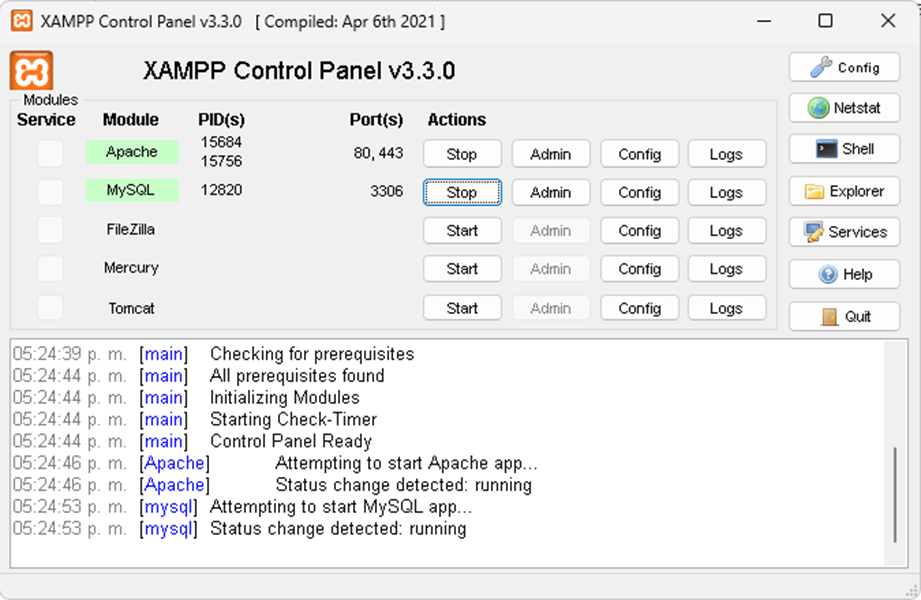 XAMPP Control Panel v3.3.0 [ Compiled: Apr 6th 2021 ]
XAMPP Control Panel v3.3.0
Config
Modules
Service Module PID(s) Port(s) Actions
Netstat
Apache 15684 80, 443 Stop Admin Config Logs
15756
Shell
MySQL 12820 3306 Stop Admin Config Logs
Explorer
FileZilla Start Admin Config Logs
Services
Mercury Start Admin Config Logs
Help
Tomcat Start Admin Config Logs
Quit
05:24:39 p. m. [main] Checking for prerequisites
05:24:44 p. m. [main] All prerequisites found
05:24:44 p. m. [main] Initializing Modules
05:24:44 p. m. [main] Starting Check-Timer
05:24:44 p. m. [main] Control Panel Ready
05:24:46 p. m. [Apache] Attempting to start Apache app...
05:24:46 p. m. [Apache] Status change detected: running
05:24:53 p. m. [mysql] Attempting to start MySQL app...
05:24:53 p. m. [mysql] Status change detected: running